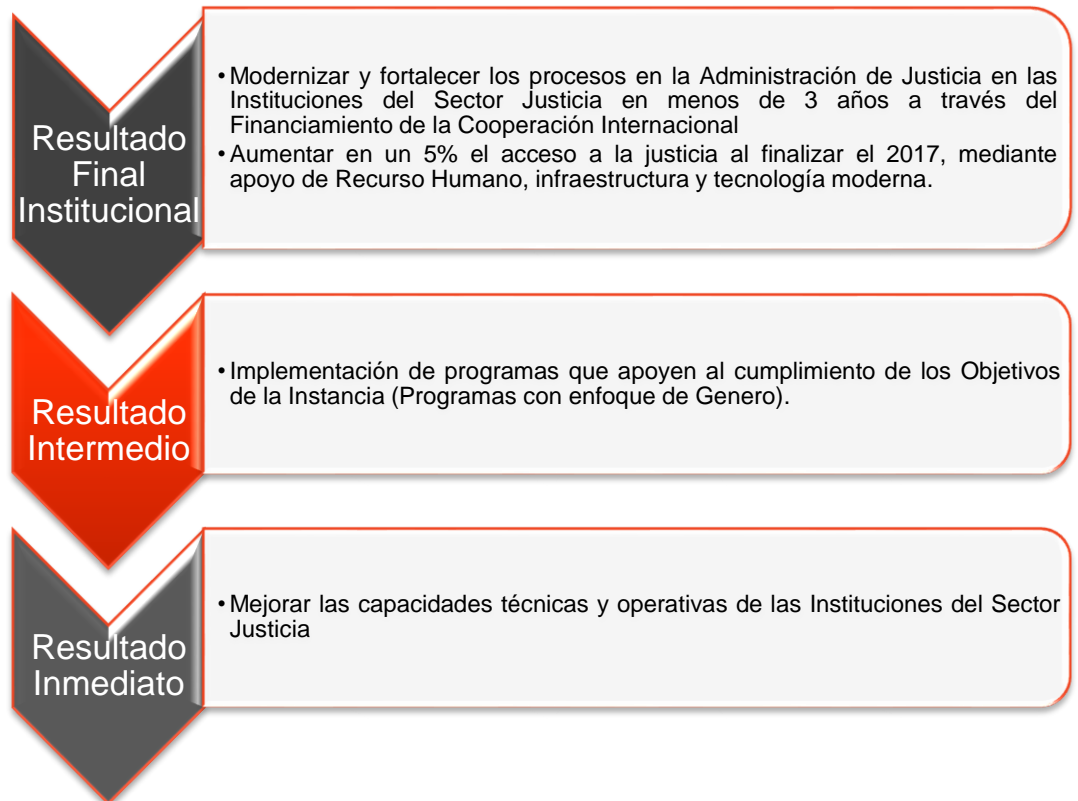 Resultado
Final
Institucional
• Modernizar y fortalecer los procesos en la Administración de Justicia en las
Instituciones del Sector Justicia en menos de 3 años a través del
Financiamiento de la Cooperación Internacional
• Aumentar en un 5% el acceso a la justicia al finalizar el 2017, mediante
apoyo de Recurso Humano, infraestructura y tecnología moderna.
Resultado
Intermedio
• Implementación de programas que apoyen al cumplimiento de los Objetivos
de la Instancia (Programas con enfoque de Genero).
Resultado
Inmediato
• Mejorar las capacidades técnicas y operativas de las Instituciones del Sector
Justicia